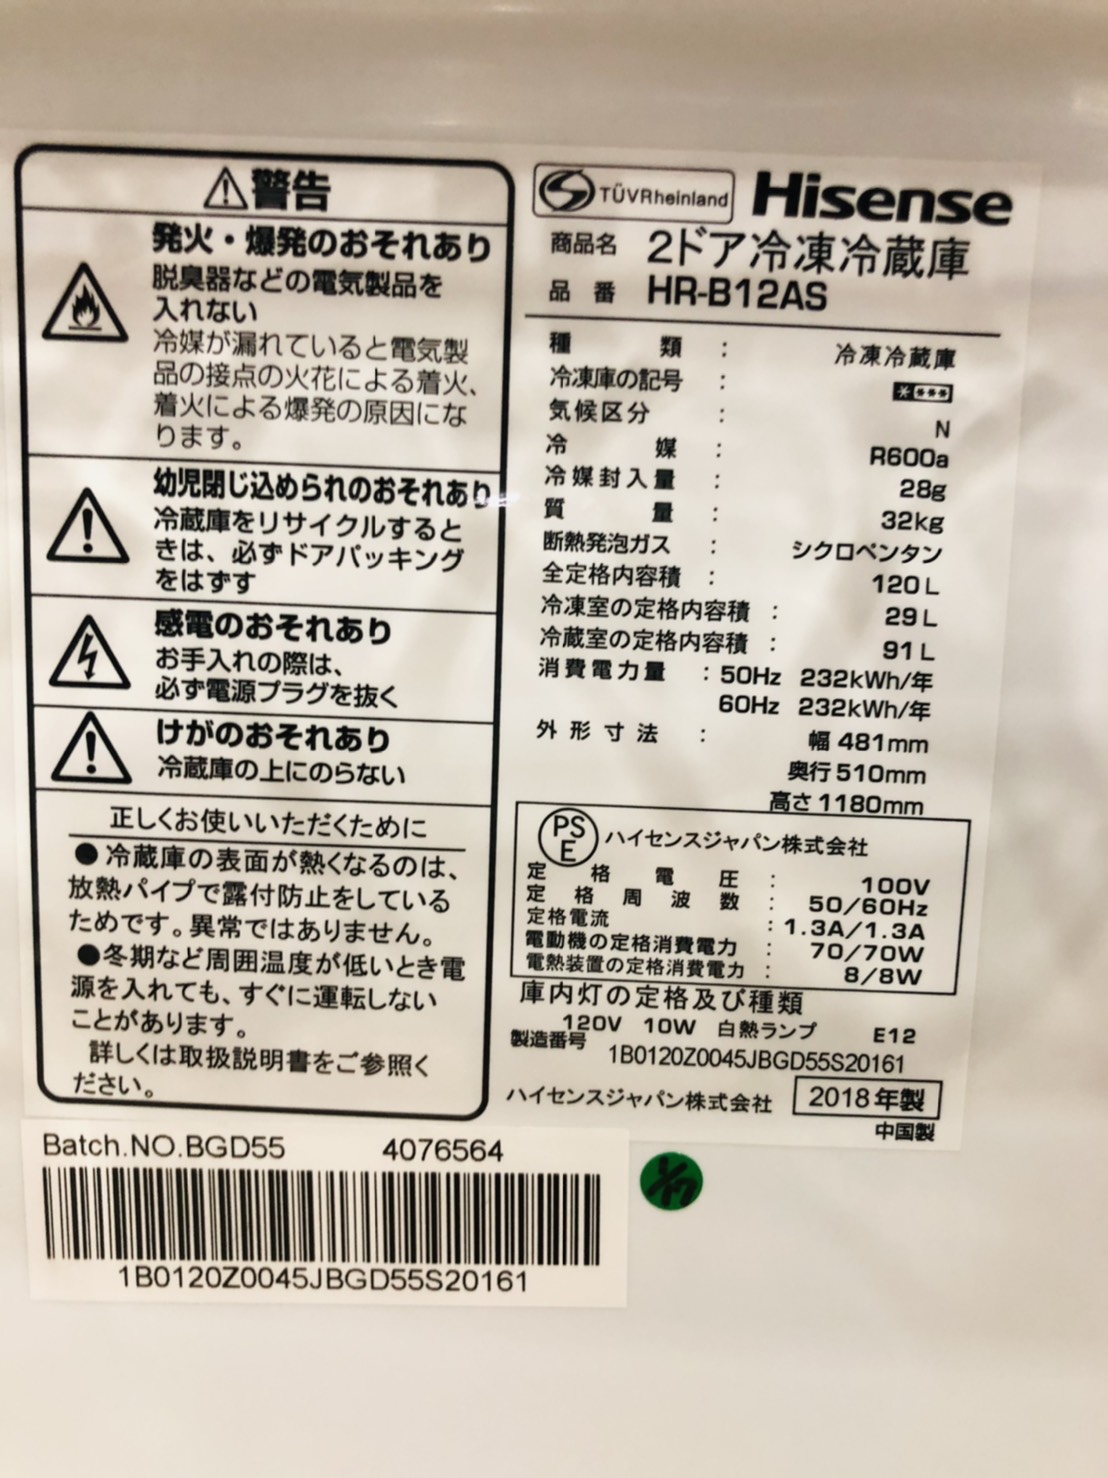 警告
発火・爆発のおそれあり
脱臭器などの電気製品を
入れない
冷媒が漏れていると電気製
品の接点の火花による着火、
着火による爆発の原因にな
ります。
幼児閉じ込められのおそれあり
冷蔵庫をリサイクルすると
きは、必ずドアパッキング
をはずす
感電のおそれあり
お手入れの際は、
必ず電源プラグを抜く
けがのおそれあり
冷蔵庫の上にのらない
正しくお使いいただくために
●冷蔵庫の表面が熱くなるのは、
放熱パイプで露付防止をしている
ためです。異常ではありません。
●冬期など周囲温度が低いとき電
源を入れても、すぐに運転しない
ことがあります。
詳しくは取扱説明書をご参照く
ださい。
TÜVRheinland Hisense
商品名 2ドア冷凍冷蔵庫
品番 HR-B12AS
種類 : 冷凍冷蔵庫
冷凍庫の記号 : * ***
気候区分 : N
冷媒 : R600a
冷媒封入量 : 28g
質量 : 32kg
断熱発泡ガス : シクロペンタン
全定格内容積 : 120L
冷凍室の定格内容積 : 29L
冷蔵室の定格内容積 : 91L
消費電力量 : 50Hz 232kWh/年
60Hz 232kWh/年
外形寸法 : 幅 481mm
奥行 510mm
高さ 1180mm
PSE ハイセンスジャパン株式会社
定格電圧 : 100V
定格周波数 : 50/60Hz
定格電流 : 1.3A/1.3A
電動機の定格消費電力 : 70/70W
電熱装置の定格消費電力 : 8/8W
庫内灯の定格及び種類
120V 10W 白熱ランプ E12
製造番号 1B0120Z0045JBGD55S20161
ハイセンスジャパン株式会社 2018年製
中国製
Batch.NO.BGD55 4076564
1B0120Z0045JBGD55S20161